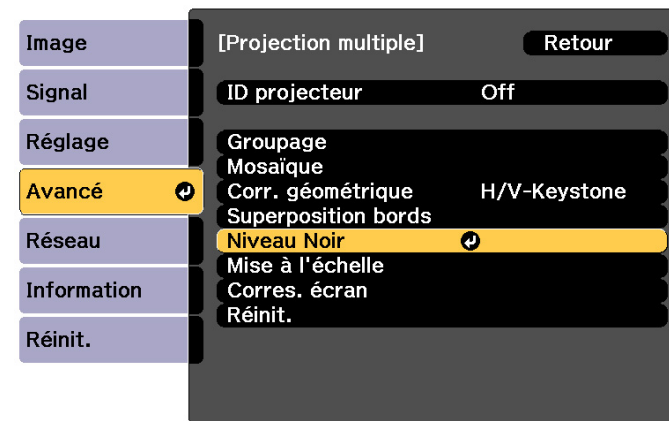 Image
Signal
Réglage
Avancé
Réseau
Information
Réinit.
[Projection multiple] Retour
ID projecteur Off
Groupage
Mosaïque
Corr. géométrique H/V-Keystone
Superposition bords
Niveau Noir
Mise à l'échelle
Corres. écran
Réinit.